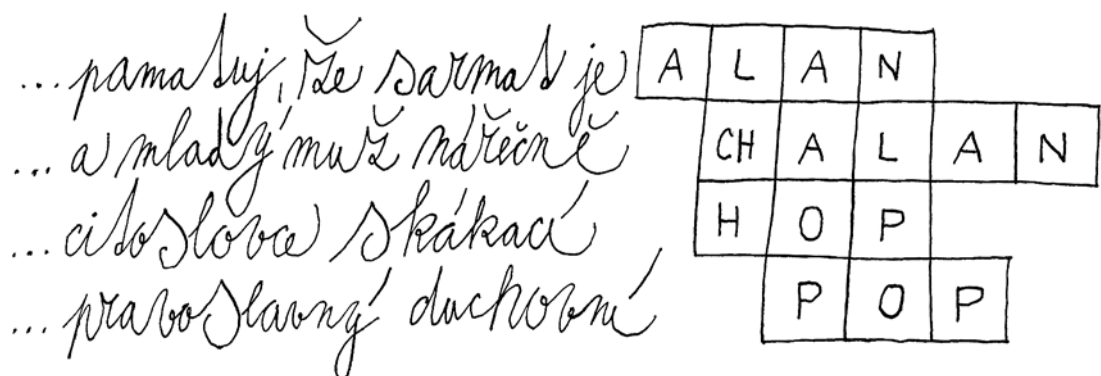 ...pamatuj, že sarmat je ALAN
...a mladý muž nářečně CHALAN
...citoslovce skákací HOP
...pravoslavný duchovní POP